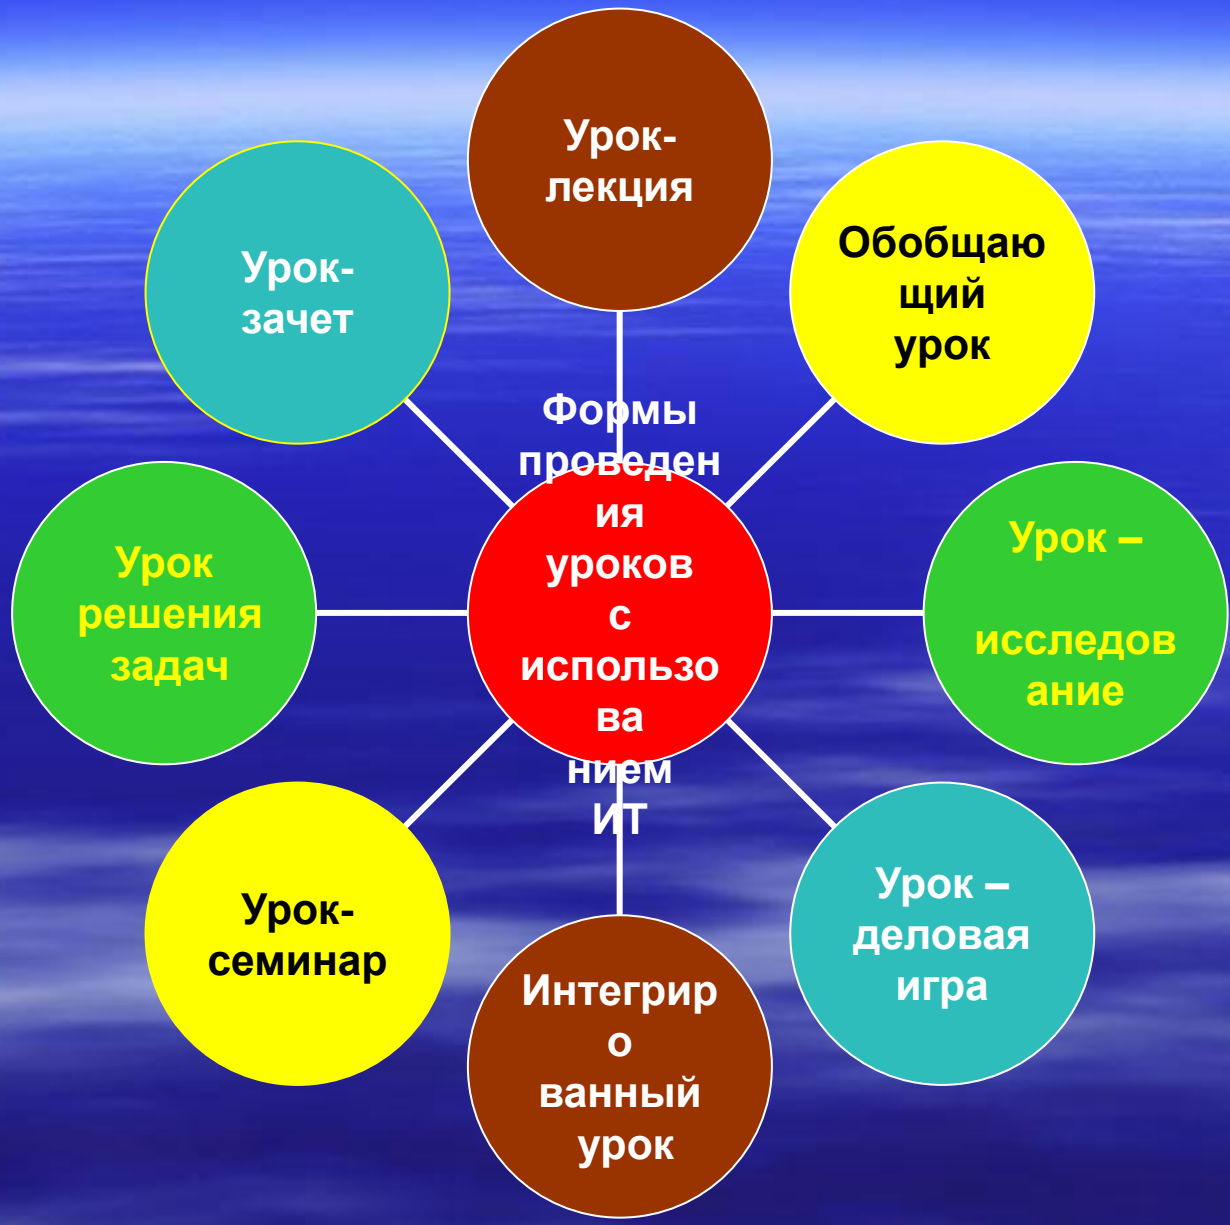 Урок-
лекция
Обобщаю
щий
урок
Урок-
зачет
Формы
проведен
ия
уроков
с
использо
ва
нием
ИТ
Урок
решения
задач
Урок –
исследов
ание
Урок-
семинар
Урок –
деловая
игра
Интегрир
о
ванный
урок